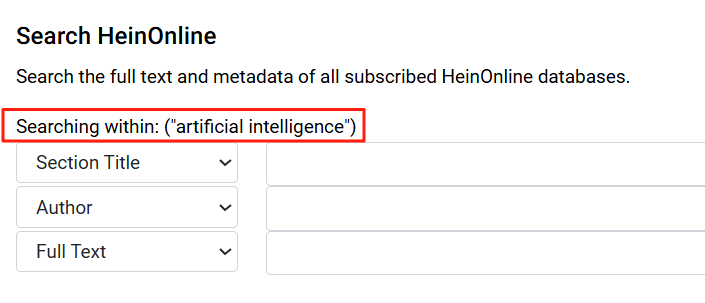 Search HeinOnline
Search the full text and metadata of all subscribed HeinOnline databases.
Searching within: ("artificial intelligence")
Section Title
Author
Full Text